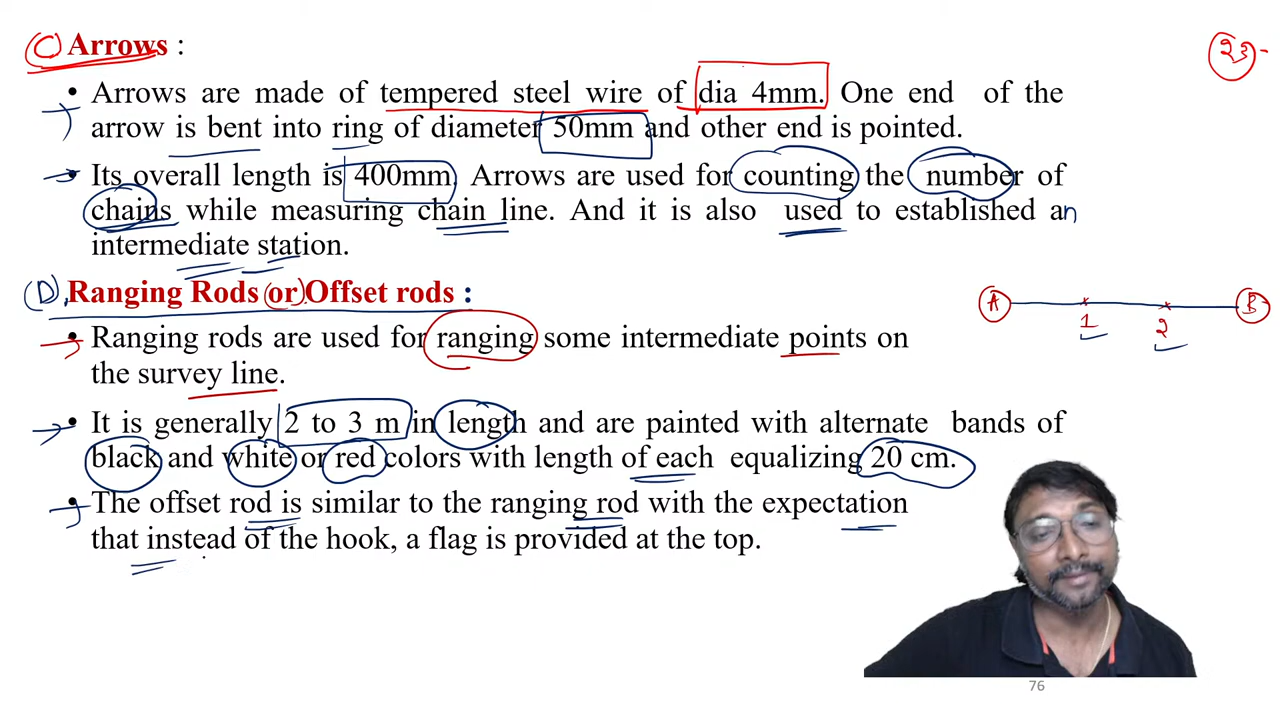 (C) Arrows :
23
• Arrows are made of tempered steel wire of dia 4mm. One end of the
arrow is bent into ring of diameter 50mm and other end is pointed.
• Its overall length is 400mm. Arrows are used for counting the number of
chains while measuring chain line. And it is also used to established an
intermediate station.
(D). Ranging Rods (or) Offset rods :
A B
1 2
• Ranging rods are used for ranging some intermediate points on
the survey line.
• It is generally 2 to 3 m in length and are painted with alternate bands of
black and white or red colors with length of each equalizing 20 cm.
• The offset rod is similar to the ranging rod with the expectation
that instead of the hook, a flag is provided at the top.
76